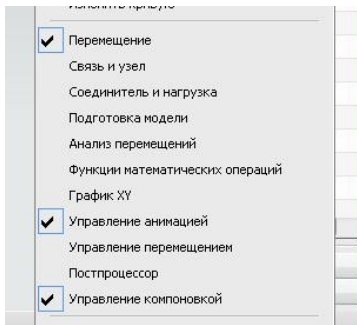 Перемещение
Связь и узел
Соединитель и нагрузка
Подготовка модели
Анализ перемещений
Функции математических операций
График XY
Управление анимацией
Управление перемещением
Постпроцессор
Управление компоновкой